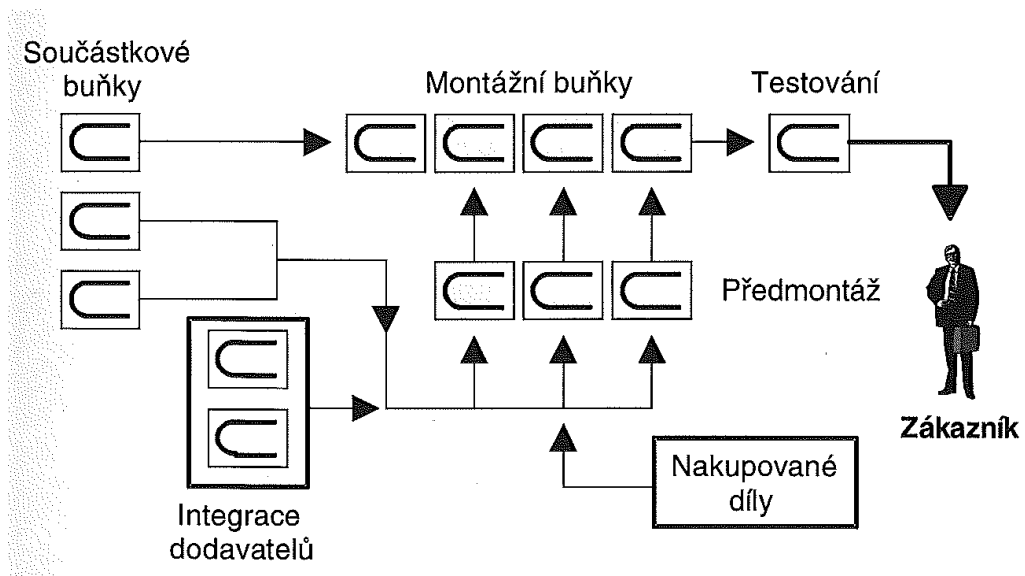 Součástkové
buňky
Montážní buňky
Testování
Předmontáž
Zákazník
Nakupované
díly
Integrace
dodavatelů